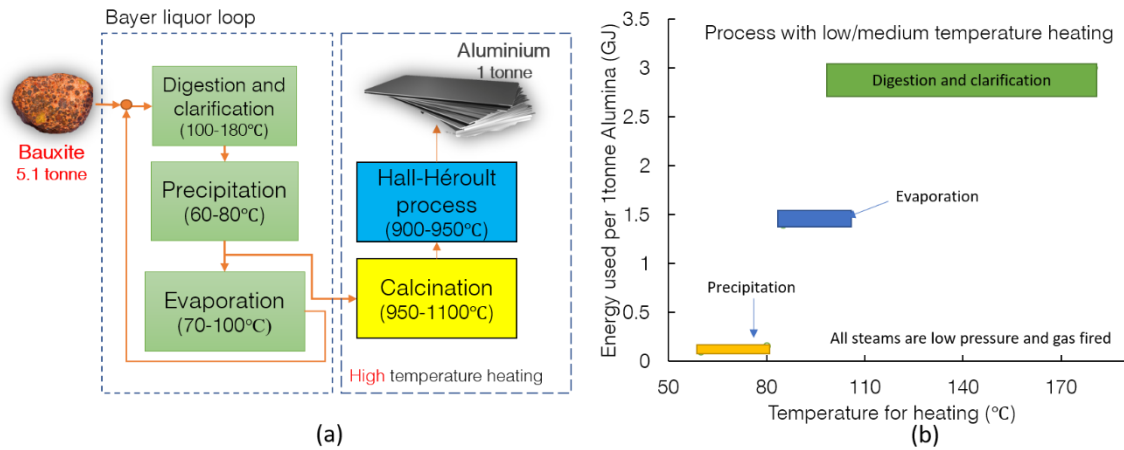 Bayer liquor loop
Bauxite
5.1 tonne
Digestion and
clarification
(100-180℃)
Precipitation
(60-80℃)
Evaporation
(70-100℃)
Aluminium
1 tonne
Hall-Héroult
process
(900-950℃)
Calcination
(950-1100℃)
High temperature heating
(a)
Energy used per 1tonne Alumina (GJ)
3.5
3
2.5
2
1.5
1
0.5
0
Process with low/medium temperature heating
Digestion and clarification
Evaporation
Precipitation
All steams are low pressure and gas fired
50
80
110
140
170
Temperature for heating (℃)
(b)